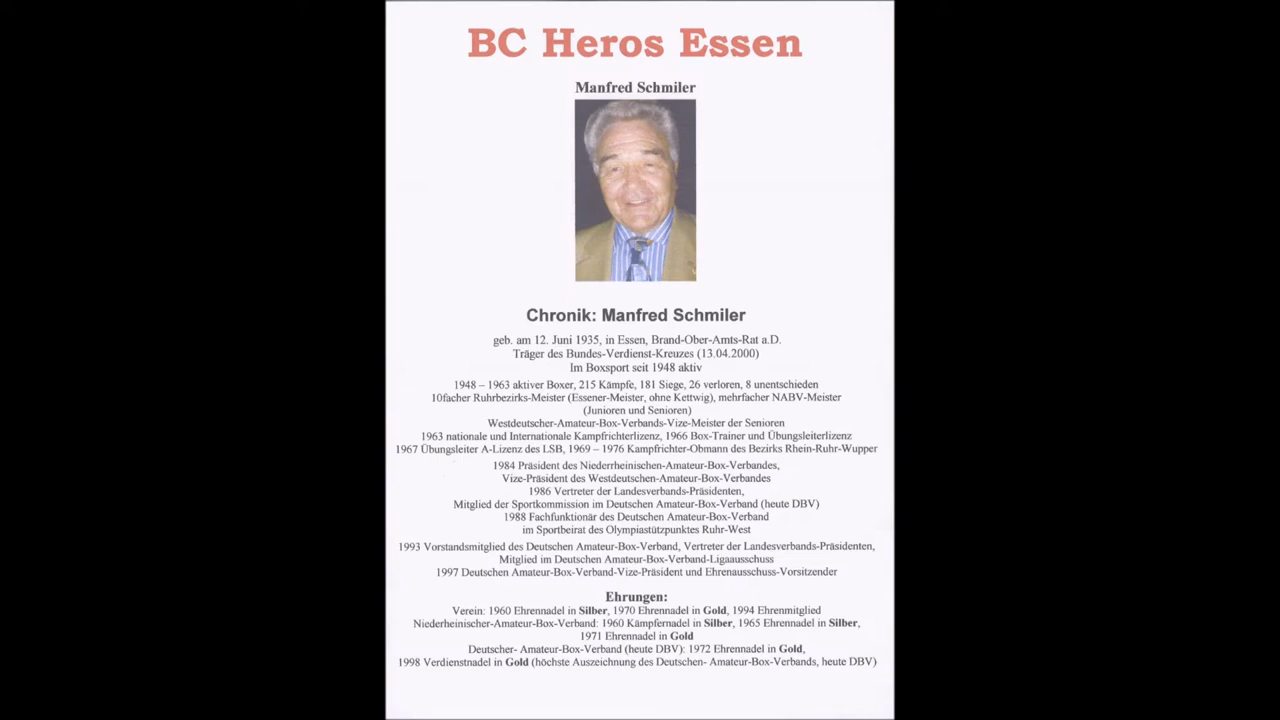 BC Heros Essen
Manfred Schmiler
Chronik: Manfred Schmiler
geb. am 12. Juni 1935, in Essen, Brand-Ober-Amts-Rat a.D.
Träger des Bundes-Verdienst-Kreuzes (13.04.2000)
Im Boxsport seit 1948 aktiv
1948 – 1963 aktiver Boxer, 215 Kämpfe, 181 Siege, 26 verloren, 8 unentschieden
10facher Ruhrbezirks-Meister (Essener-Meister, ohne Kettwig), mehrfacher NABV-Meister
(Junioren und Senioren)
Westdeutscher-Amateur-Box-Verbands-Vize-Meister der Senioren
1963 nationale und Internationale Kampfrichterlizenz, 1966 Box-Trainer und Übungsleiterlizenz
1967 Übungsleiter A-Lizenz des LSB, 1969 – 1976 Kampfrichter-Obmann des Bezirks Rhein-Ruhr-Wupper
1984 Präsident des Niederrheinischen-Amateur-Box-Verbandes,
Vize-Präsident des Westdeutschen-Amateur-Box-Verbandes
1986 Vertreter der Landesverbands-Präsidenten,
Mitglied der Sportkommission im Deutschen Amateur-Box-Verband (heute DBV)
1988 Fachfunktionär des Deutschen Amateur-Box-Verband
im Sportbeirat des Olympiastützpunktes Ruhr-West
1993 Vorstandsmitglied des Deutschen Amateur-Box-Verband, Vertreter der Landesverbands-Präsidenten,
Mitglied im Deutschen Amateur-Box-Verband-Ligaausschuss
1997 Deutschen Amateur-Box-Verband-Vize-Präsident und Ehrenausschuss-Vorsitzender
Ehrungen:
Verein: 1960 Ehrennadel in Silber, 1970 Ehrennadel in Gold, 1994 Ehrenmitglied
Niederheinischer-Amateur-Box-Verband: 1960 Kämpfernadel in Silber, 1965 Ehrennadel in Silber,
1971 Ehrennadel in Gold
Deutscher- Amateur-Box-Verband (heute DBV): 1972 Ehrennadel in Gold,
1998 Verdienstnadel in Gold (höchste Auszeichnung des Deutschen- Amateur-Box-Verbands, heute DBV)